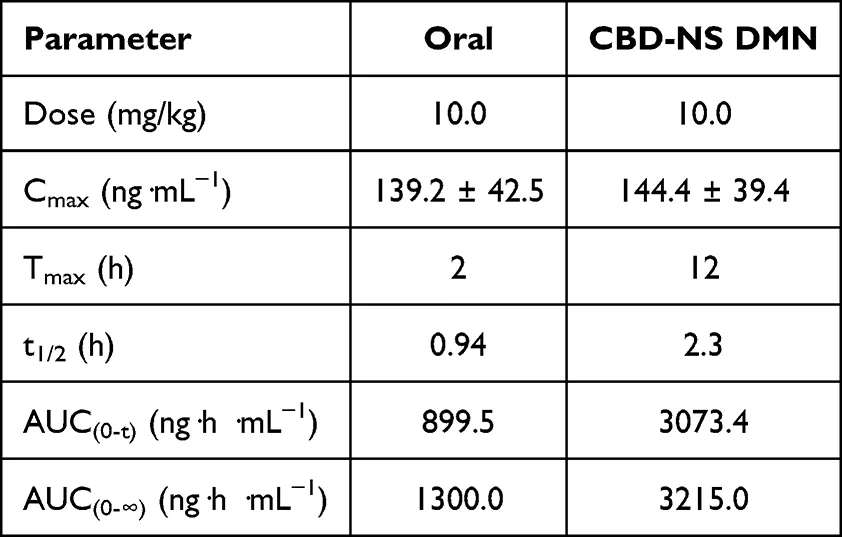 Parameter Oral CBD-NS DMN
Dose (mg/kg) 10.0 10.0
Cmax (ng·mL⁻¹) 139.2 ± 42.5 144.4 ± 39.4
Tmax (h) 2 12
t1/2 (h) 0.94 2.3
AUC(0-t) (ng·h ·mL⁻¹) 899.5 3073.4
AUC(0-∞) (ng·h ·mL⁻¹) 1300.0 3215.0